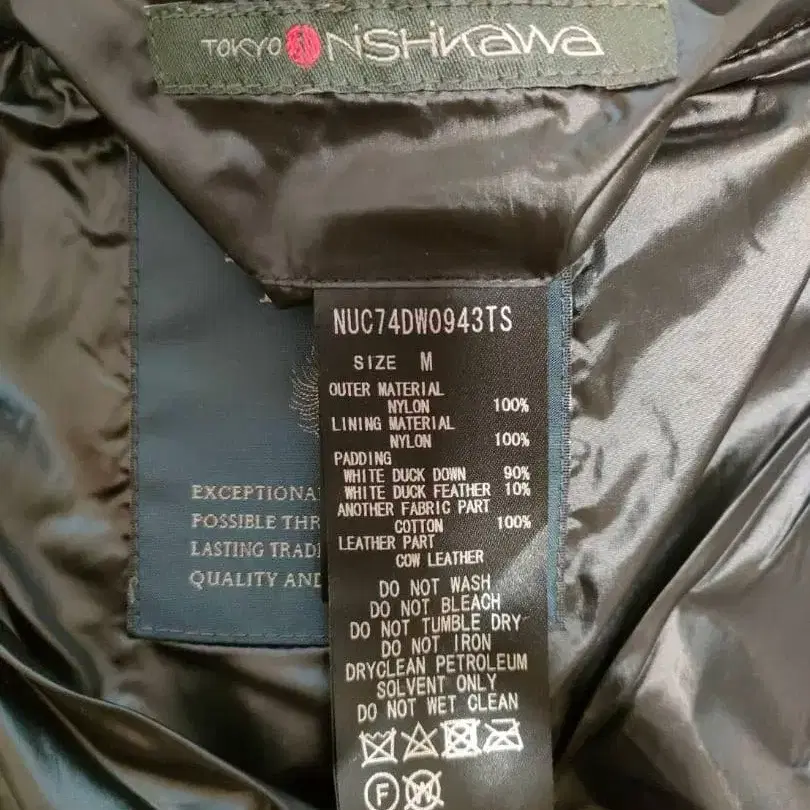 TOKYO NiSHiKaWa
NUC74DW0943TS
SIZE M
OUTER MATERIAL
NYLON 100%
LINING MATERIAL
NYLON 100%
PADDING
WHITE DUCK DOWN 90%
WHITE DUCK FEATHER 10%
ANOTHER FABRIC PART
COTTON 100%
LEATHER PART
COW LEATHER
DO NOT WASH
DO NOT BLEACH
DO NOT TUMBLE DRY
DO NOT IRON
DRYCLEAN PETROLEUM
SOLVENT ONLY
DO NOT WET CLEAN
F W
EXCEPTIONA
POSSIBLE THR
LASTING TRADI
QUALITY AND